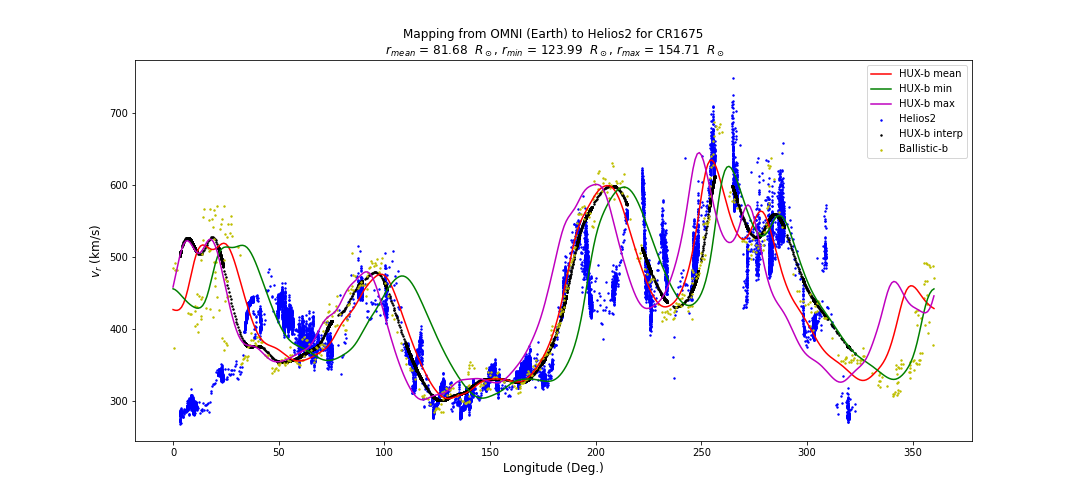 Mapping from OMNI (Earth) to Helios2 for CR1675
r_mean = 81.68 R_⊙, r_min = 123.99 R_⊙, r_max = 154.71 R_⊙
HUX-b mean
HUX-b min
HUX-b max
Helios2
HUX-b interp
Ballistic-b
v_r (km/s)
700
600
500
400
300
0 50 100 150 200 250 300 350
Longitude (Deg.)